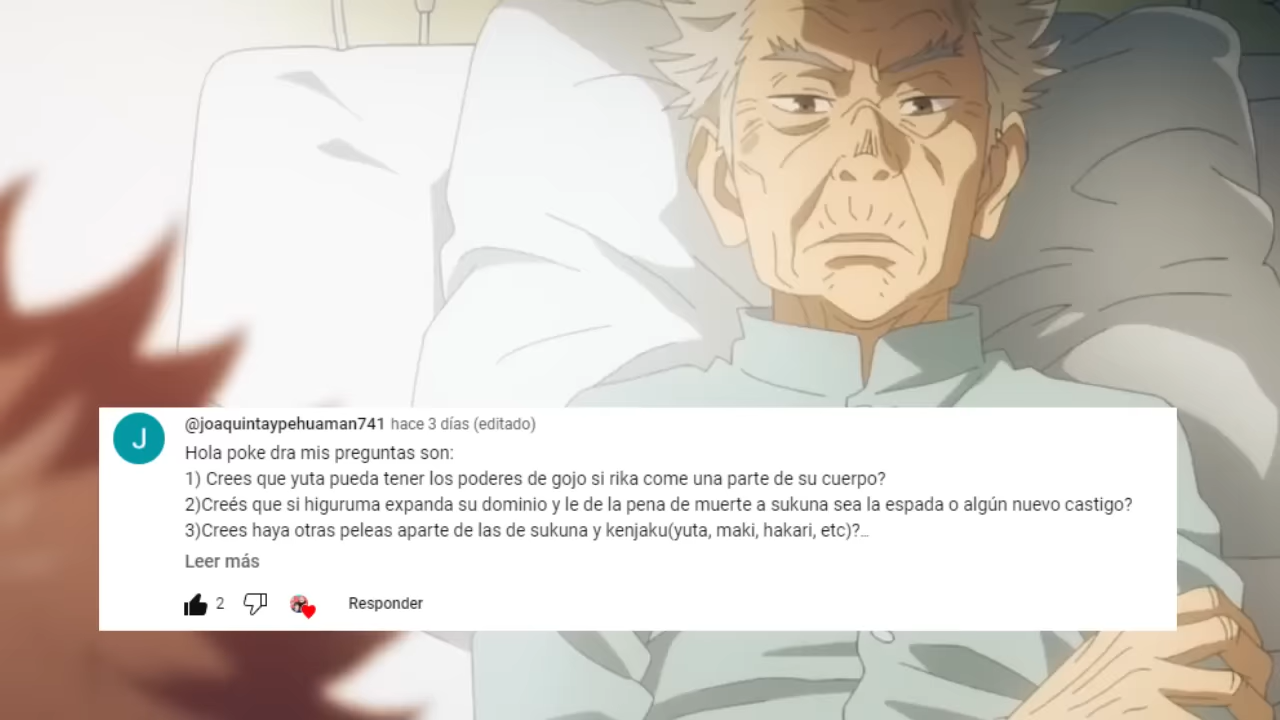 J
@joaquintaypehuaman741 hace 3 días (editado)
Hola poke dra mis preguntas son:
1) Crees que yuta pueda tener los poderes de gojo si rika come una parte de su cuerpo?
2)Creés que si higuruma expanda su dominio y le de la pena de muerte a sukuna sea la espada o algún nuevo castigo?
3)Crees haya otras peleas aparte de las de sukuna y kenjaku(yuta, maki, hakari, etc)?...
Leer más
2 Responder